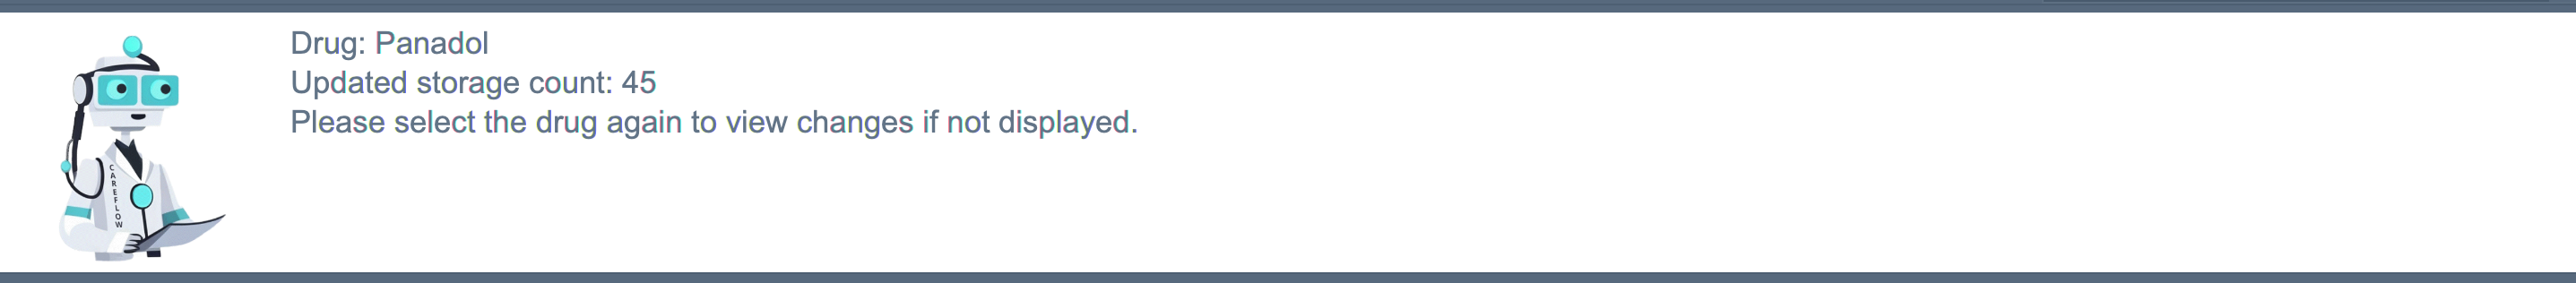 Drug: Panadol
Updated storage count: 45
Please select the drug again to view changes if not displayed.
CAREFLOW